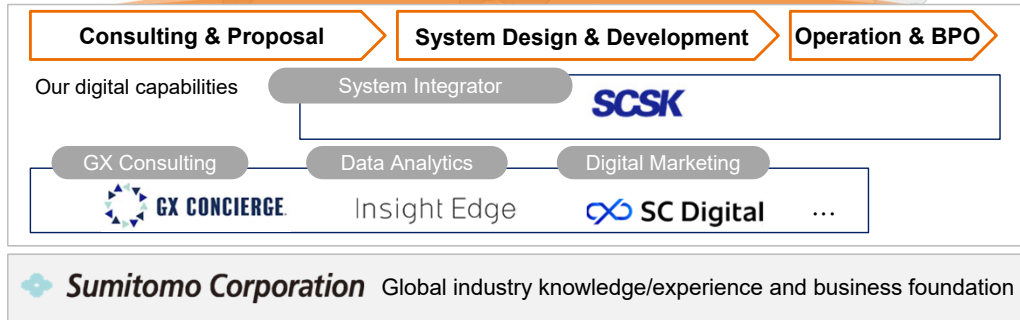 Consulting & Proposal
System Design & Development
Operation & BPO
Our digital capabilities
System Integrator
SCSK
GX Consulting
Data Analytics
Digital Marketing
GX CONCIERGE.
Insight Edge
SC Digital
...
Sumitomo Corporation Global industry knowledge/experience and business foundation